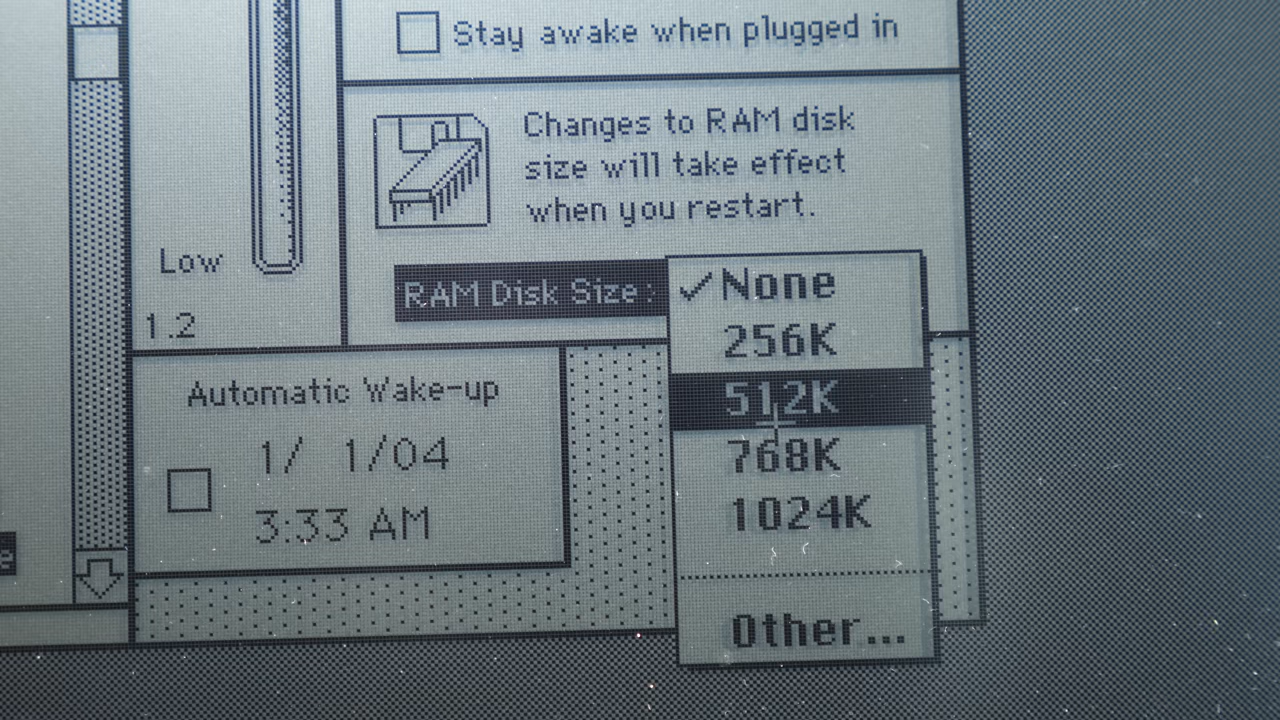 Stay awake when plugged in
Changes to RAM disk
size will take effect
when you restart.
Low
1.2
RAM Disk Size :
✓None
256K
512K
768K
1024K
Other...
Automatic Wake-up
1/ 1/04
3:33 AM
e